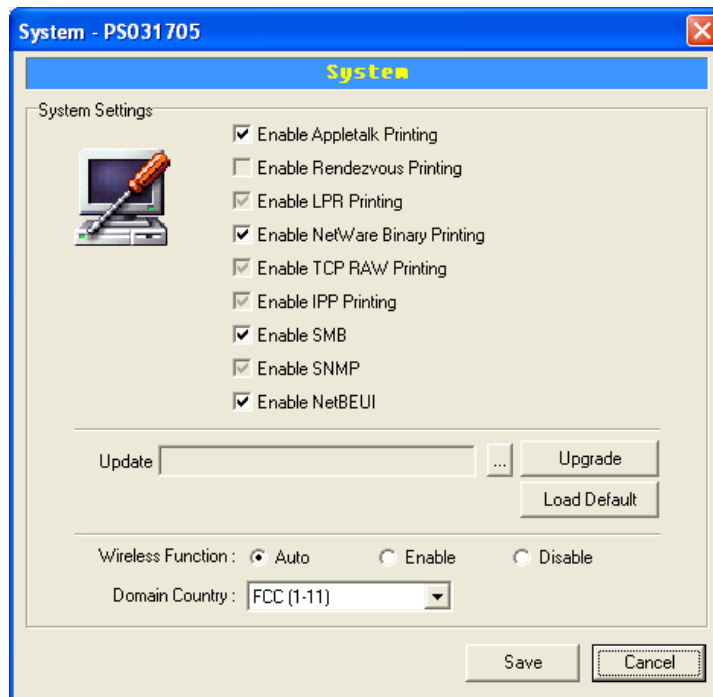 System - PS031705
System
System Settings
Enable Appletalk Printing
Enable Rendezvous Printing
Enable LPR Printing
Enable NetWare Binary Printing
Enable TCP RAW Printing
Enable IPP Printing
Enable SMB
Enable SNMP
Enable NetBEUI
Update ... Upgrade
Load Default
Wireless Function : Auto Enable Disable
Domain Country : FCC (1-11)
Save Cancel